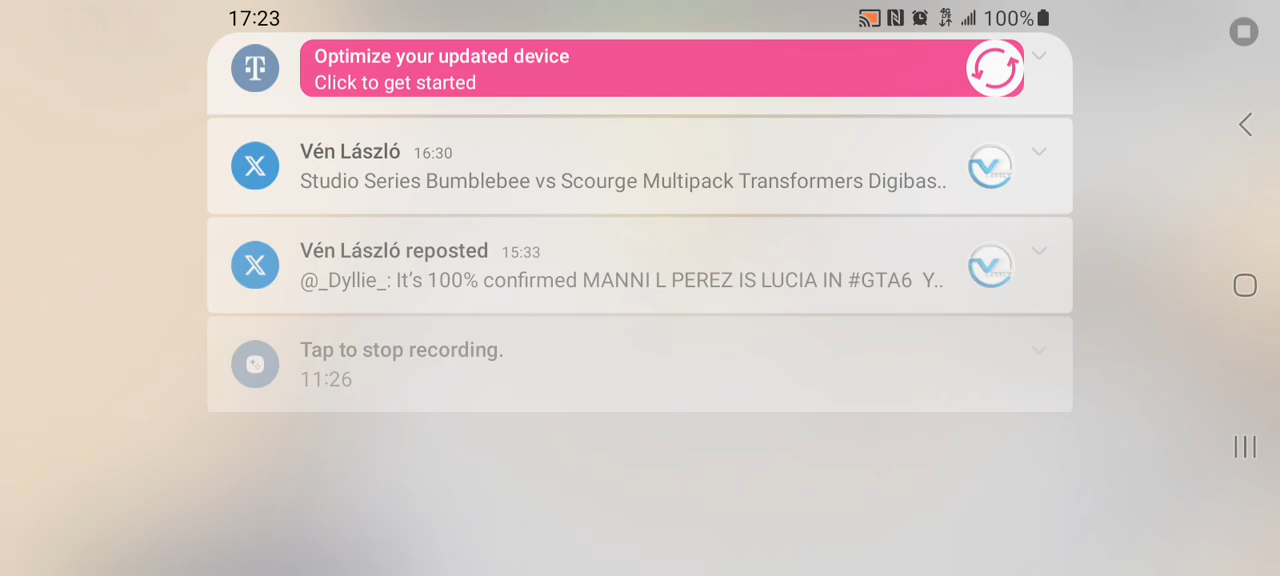 17:23
100%
Optimize your updated device
Click to get started
Vén László 16:30
Studio Series Bumblebee vs Scourge Multipack Transformers Digibas..
Vén László reposted 15:33
@_Dyllie_: It's 100% confirmed MANNI L PEREZ IS LUCIA IN #GTA6 Y..
Tap to stop recording.
11:26